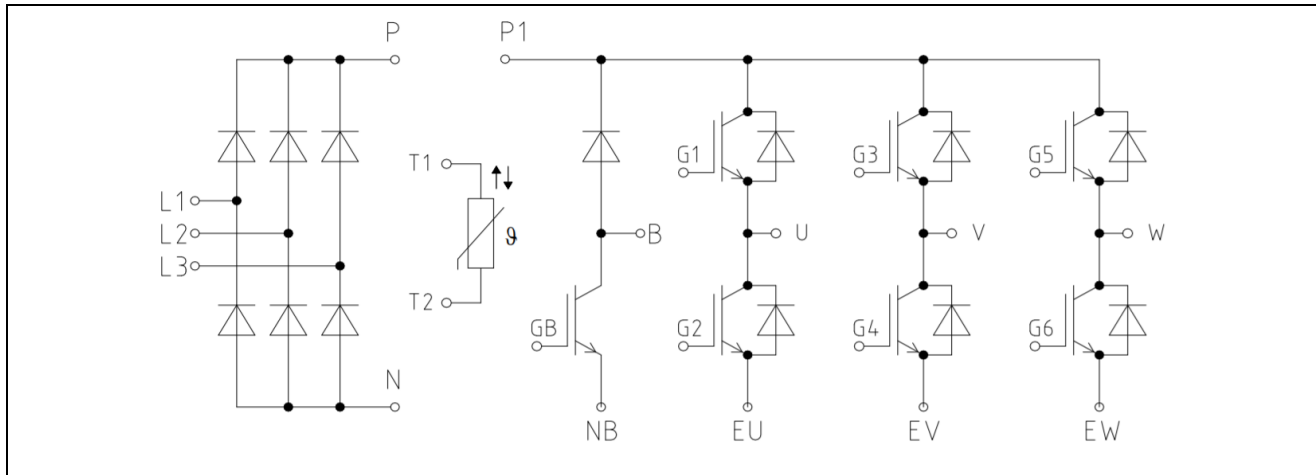 P P1
T1 G1 G3 G5
L1
L2 ϑ B U V W
L3
T2 GB G2 G4 G6
N
NB EU EV EW